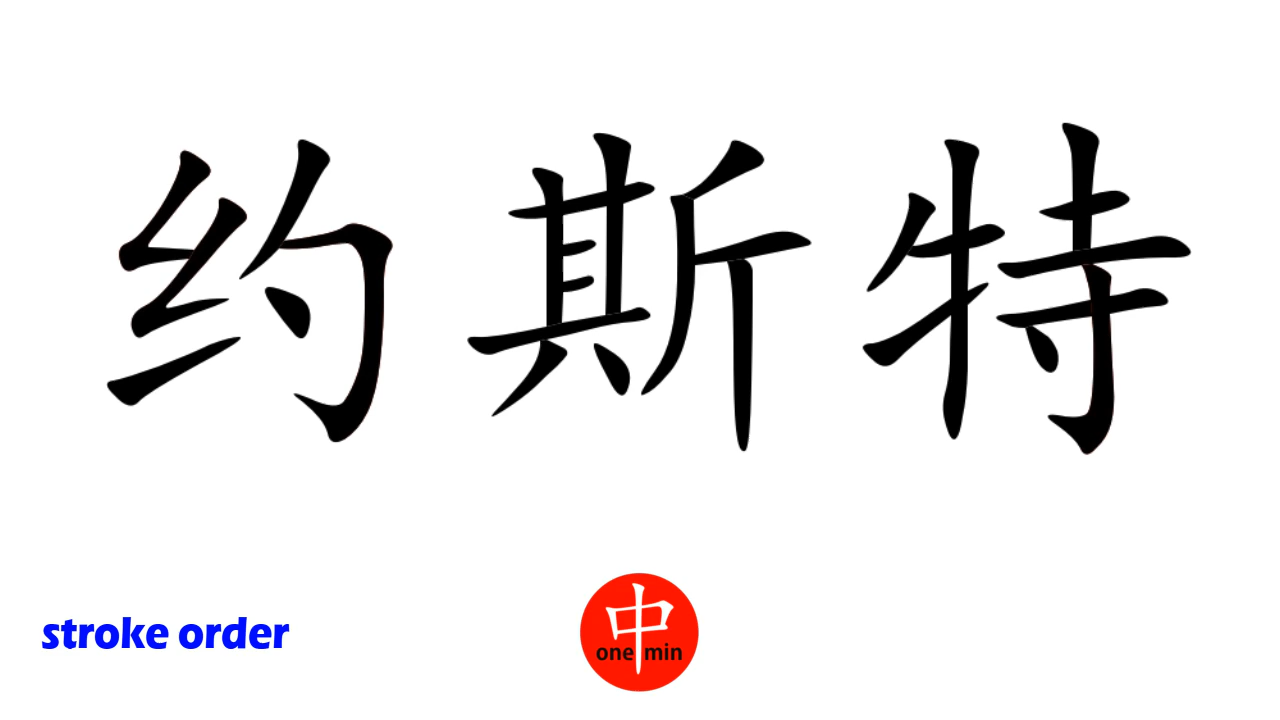 约斯特
stroke order
中
one min